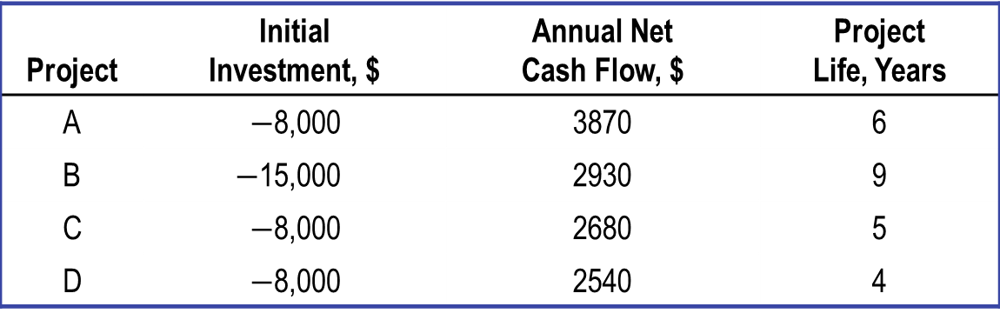 Project Initial Investment, $ Annual Net Cash Flow, $ Project Life, Years
A −8,000 3870 6
B −15,000 2930 9
C −8,000 2680 5
D −8,000 2540 4